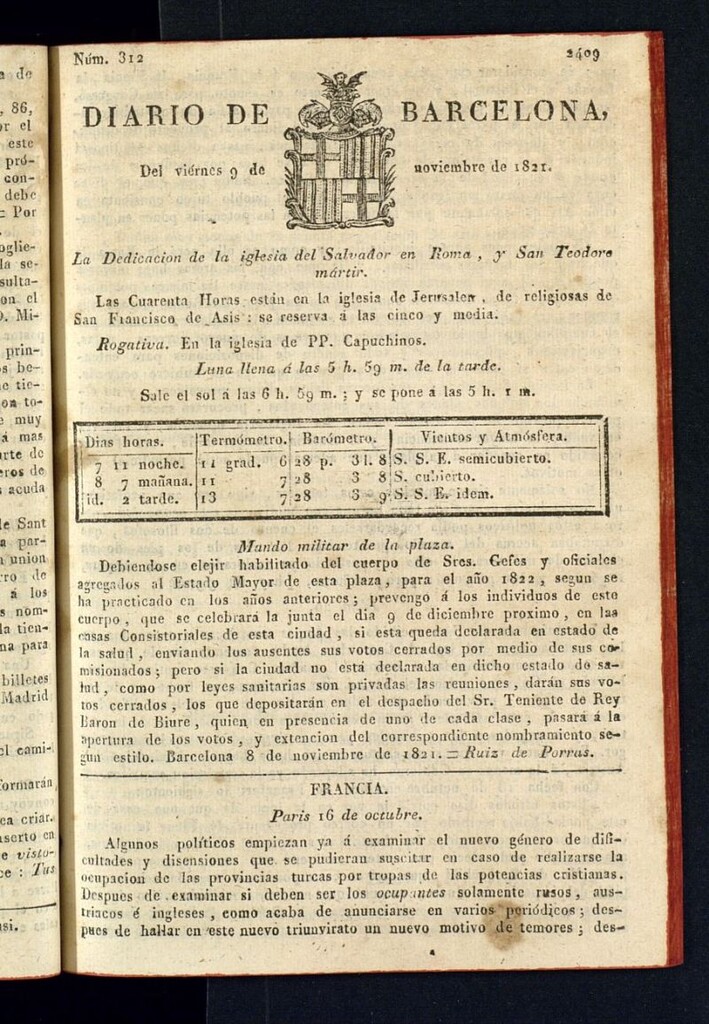 Núm. 312 2409
DIARIO DE BARCELONA,
Del viérnes 9 de noviembre de 1821.
La Dedicacion de la iglesia del Salvador en Roma, y San Teodoro
mártir.
Las Cuarenta Horas están en la iglesia de Jerusalen, de religiosas de
San Francisco de Asis: se reserva á las cinco y media.
Rogativa. En la iglesia de PP. Capuchinos.
Luna llena á las 5 h. 59 m. de la tarde.
Sale el sol á las 6 h. 59 m.; y se pone á las 5 h. 1 m.
Dias horas. Termómetro. Barómetro. Vientos y Atmósfera.
7 11 noche. 11 grad. 6 28 p. 3 l. 8 S. S. E. semicubierto.
8 7 mañana. 11 7 28 3 8 S. cubierto.
id. 2 tarde. 13 7 28 3 9 S. S. E. idem.
Mando militar de la plaza.
Debiendose elejir habilitado del cuerpo de Sres. Gefes y oficiales
agregados al Estado Mayor de esta plaza, para el año 1822, segun se
ha practicado en los años anteriores; prevengo á los individuos de este
cuerpo, que se celebrará la junta el dia 9 de diciembre proximo, en las
casas Consistoriales de esta ciudad, si esta queda declarada en estado de
la salud, enviando los ausentes sus votos cerrados por medio de sus co-
misionados; pero si la ciudad no está declarada en dicho estado de sa-
lud, como por leyes sanitarias son privadas las reuniones, darán sus vo-
tos cerrados, los que depositarán en el despacho del Sr. Teniente de Rey
Baron de Biure, quien en presencia de uno de cada clase, pasará á la
apertura de los votos, y extencion del correspondiente nombramiento se-
gun estilo. Barcelona 8 de noviembre de 1821. = Ruiz de Porras.
FRANCIA.
Paris 16 de octubre.
Algunos políticos empiezan ya á examinar el nuevo género de difi-
cultades y disensiones que se pudieran suscitar en caso de realizarse la
ocupacion de las provincias turcas por tropas de las potencias cristianas.
Despues de examinar si deben ser los ocupantes solamente rusos, aus-
triacos é ingleses, como acaba de anunciarse en varios periódicos; des-
pues de hallar en este nuevo triunvirato un nuevo motivo de temores; des-